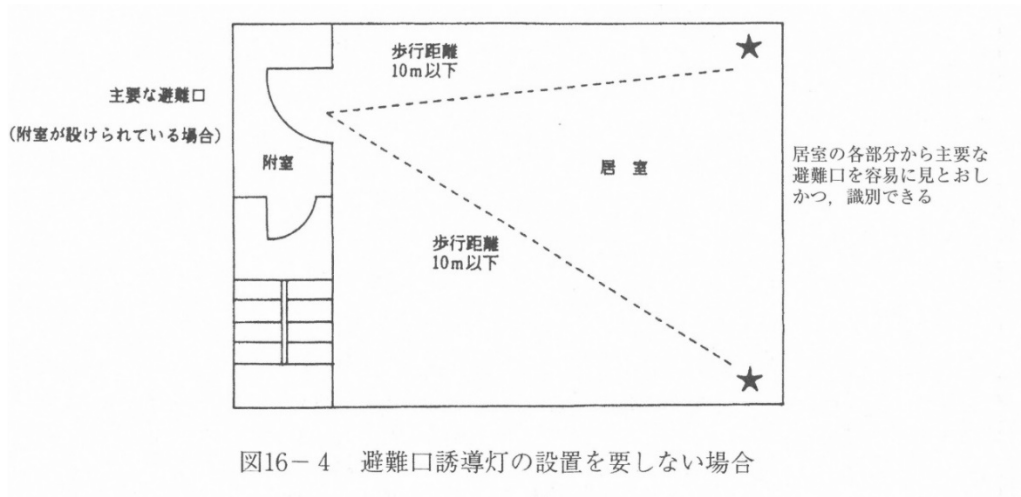 歩行距離
10m以下
主要な避難口
（附室が設けられている場合）
附室
居 室
居室の各部分から主要な
避難口を容易に見とおし
かつ，識別できる
歩行距離
10m以下
図16－4 避難口誘導灯の設置を要しない場合